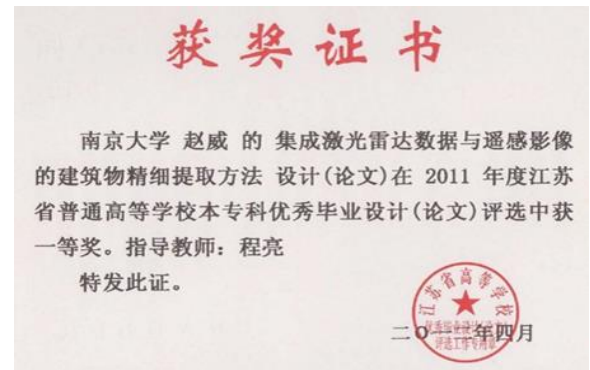 获奖证书
南京大学 赵威 的 集成激光雷达数据与遥感影像
的建筑物精细提取方法 设计(论文)在 2011 年度江苏
省普通高等学校本专科优秀毕业设计(论文)评选中获
一等奖。指导教师：程亮
特发此证。
江苏省高等学校
评选工作专用章
年四月